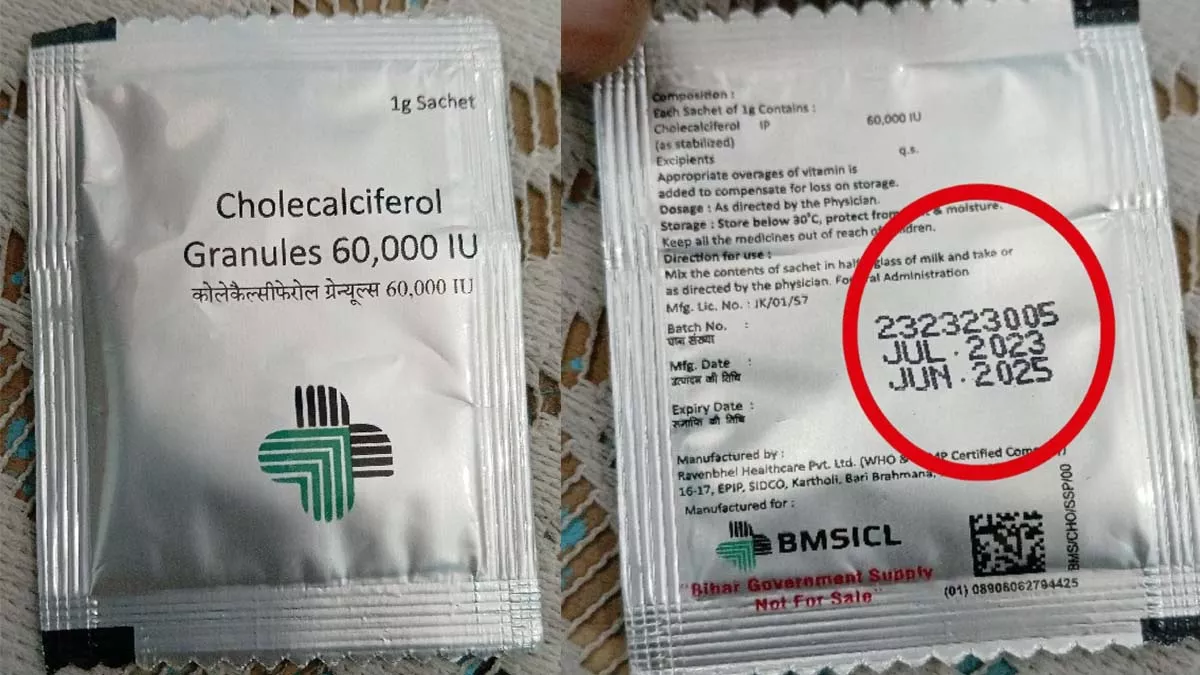 1g Sachet
Cholecalciferol
Granules 60,000 IU
कोलेकैल्सीफेरोल ग्रेन्यूल्स 60,000 IU
Composition :
Each Sachet of 1g Contains :
Cholecalciferol IP 60,000 IU
(as stabilized)
Excipients q.s.
Appropriate overages of vitamin is
added to compensate for loss on storage.
Dosage : As directed by the Physician.
Storage : Store below 30°C, protect from & moisture.
Keep all the medicines out of reach of
Direction for use :
Mix the contents of sachet in half glass of milk and take or
as directed by the physician. Administration
Mfg. Lic. No. : JK/01/57
Batch No. : 232323005
Mfg. Date : JUL.2023
उत्पादन की तिथि
Expiry Date : JUN.2025
समाप्ति की तिथि
Manufactured by :
Ravenbhel Healthcare Pvt. Ltd. (WHO & Certified
16-17, EPIP, SIDCO, Kartholi, Bari Brahmana,
Manufactured for :
BMSICL
"Bihar Government Supply
Not For Sale"
(01) 08906062794425
BMS/CHO/SSP/00